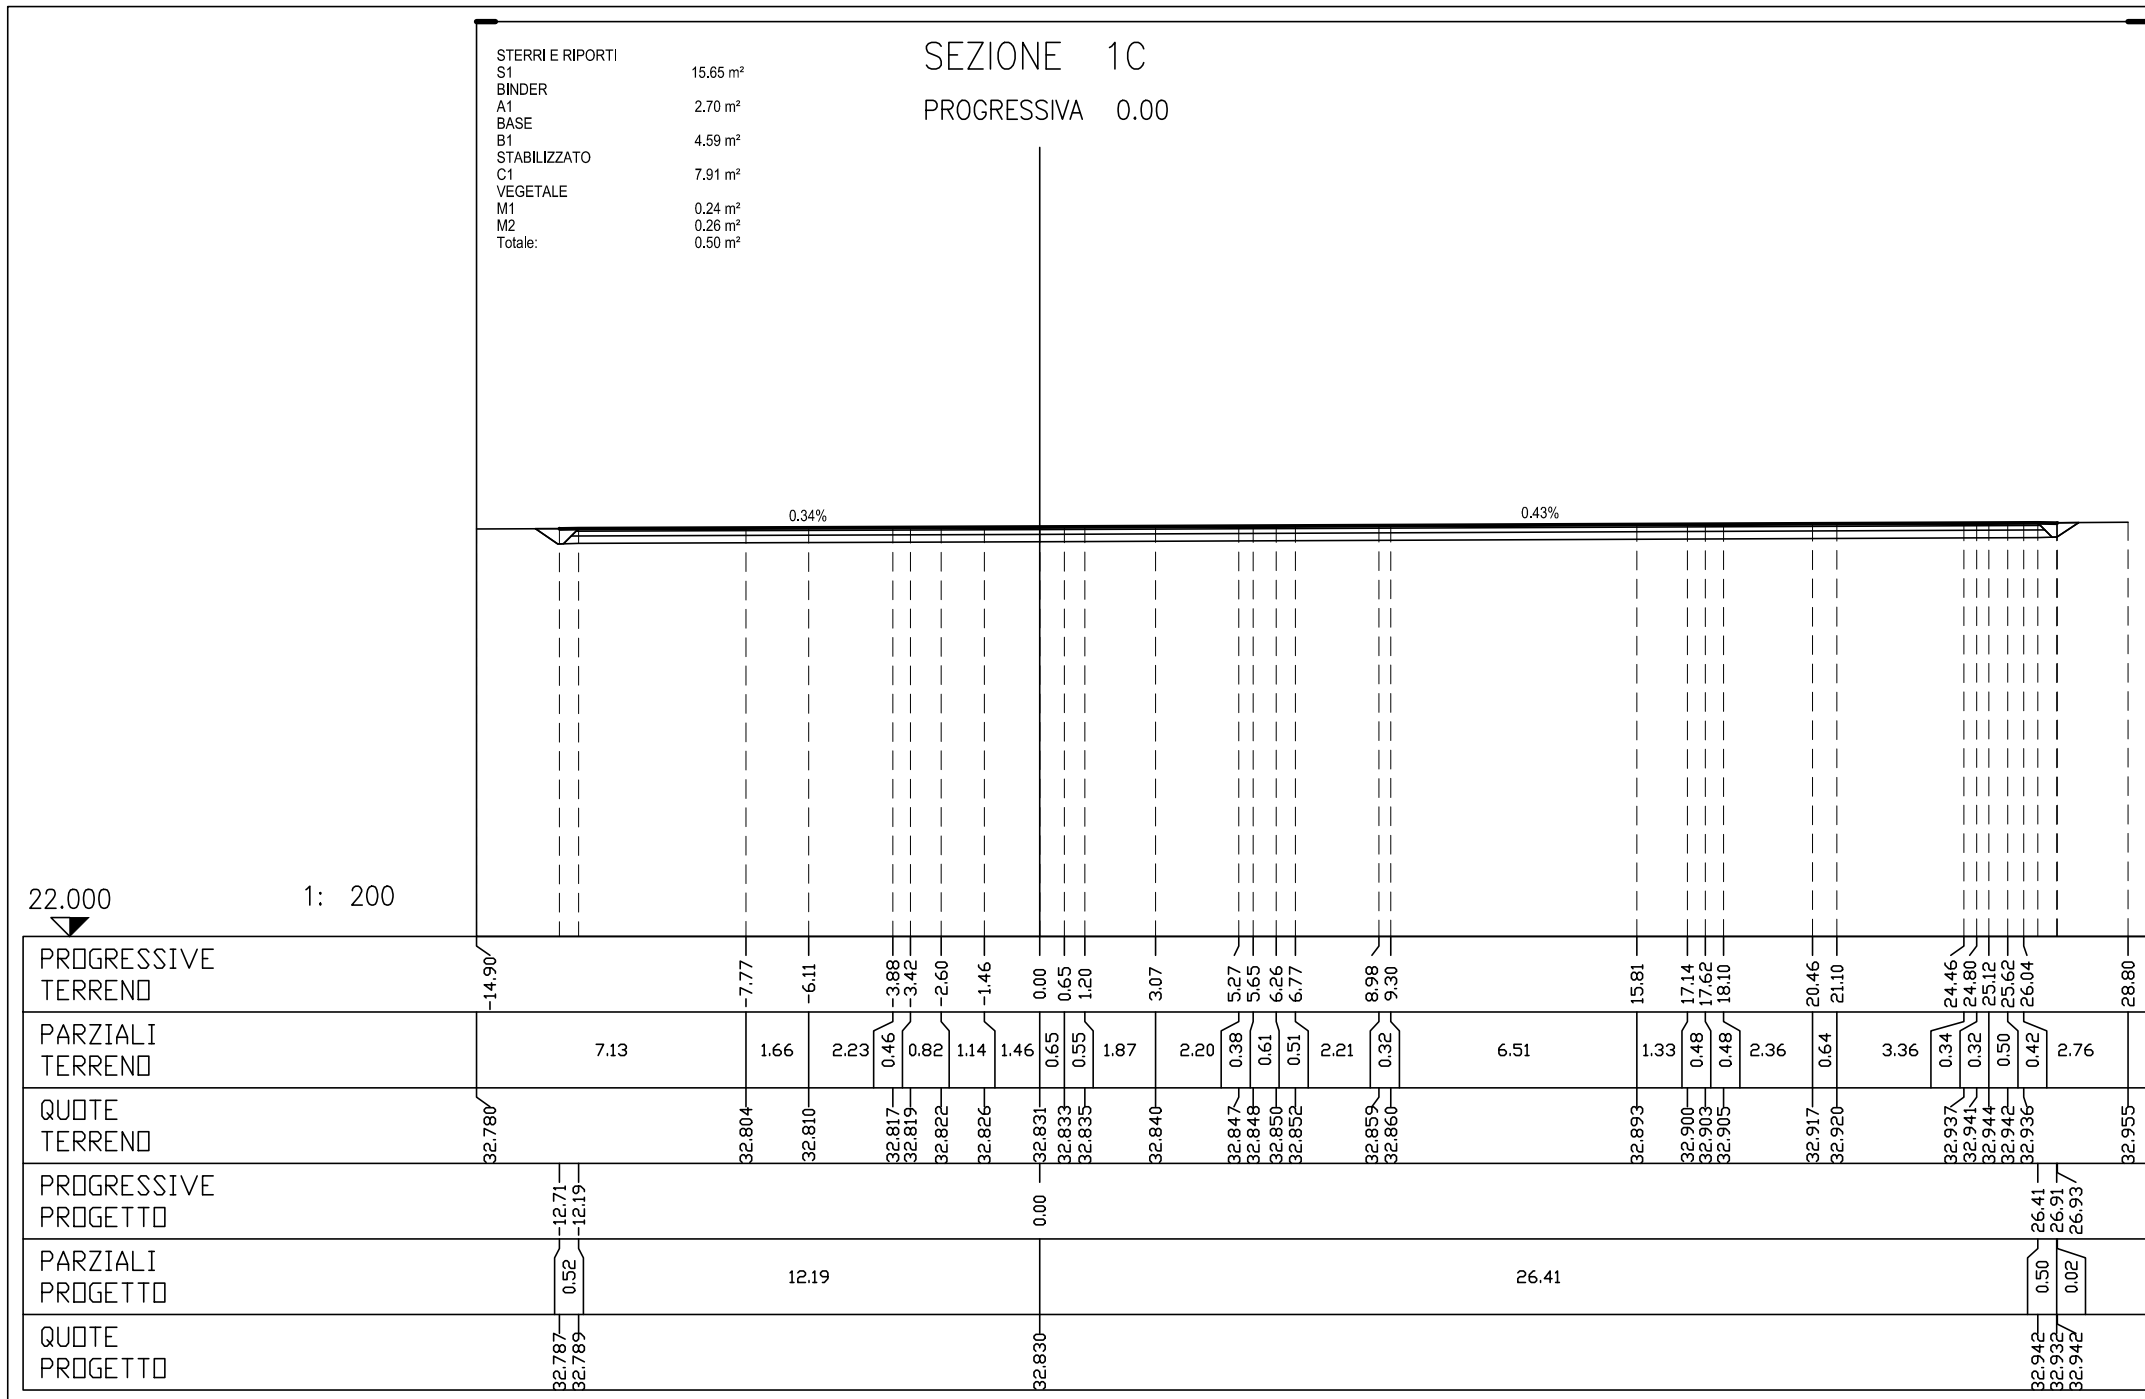 STERRI E RIPORTI
S1 15.65 m²
BINDER
A1 2.70 m²
BASE
B1 4.59 m²
STABILIZZATO
C1 7.91 m²
VEGETALE
M1 0.24 m²
M2 0.26 m²
Totale: 0.50 m²
SEZIONE 1C
PROGRESSIVA 0.00
0.34% 0.43%
22.000 1: 200
PROGRESSIVE
TERRENO
-14.90 -7.77 -6.11 -3.88 -3.42 -2.60 -1.46 0.00 0.65 1.20 3.07 5.27 5.65 6.26 6.77 8.98 9.30 15.81 17.14 17.62 18.10 20.46 21.10 24.46 24.80 25.12 25.62 26.04 28.80
PARZIALI
TERRENO
7.13 1.66 2.23 0.46 0.82 1.14 1.46 0.65 0.55 1.87 2.20 0.38 0.61 0.51 2.21 0.32 6.51 1.33 0.48 0.48 2.36 0.64 3.36 0.34 0.32 0.50 0.42 2.76
QUOTE
TERRENO
32.780 32.804 32.810 32.817 32.819 32.822 32.826 32.831 32.833 32.835 32.840 32.847 32.848 32.850 32.852 32.859 32.860 32.893 32.900 32.903 32.905 32.917 32.920 32.937 32.941 32.944 32.942 32.936 32.955
PROGRESSIVE
PROGETTO
-12.71 -12.19 0.00 26.41 26.91 26.93
PARZIALI
PROGETTO
0.52 12.19 26.41 0.50 0.02
QUOTE
PROGETTO
32.787 32.789 32.830 32.942 32.932 32.942